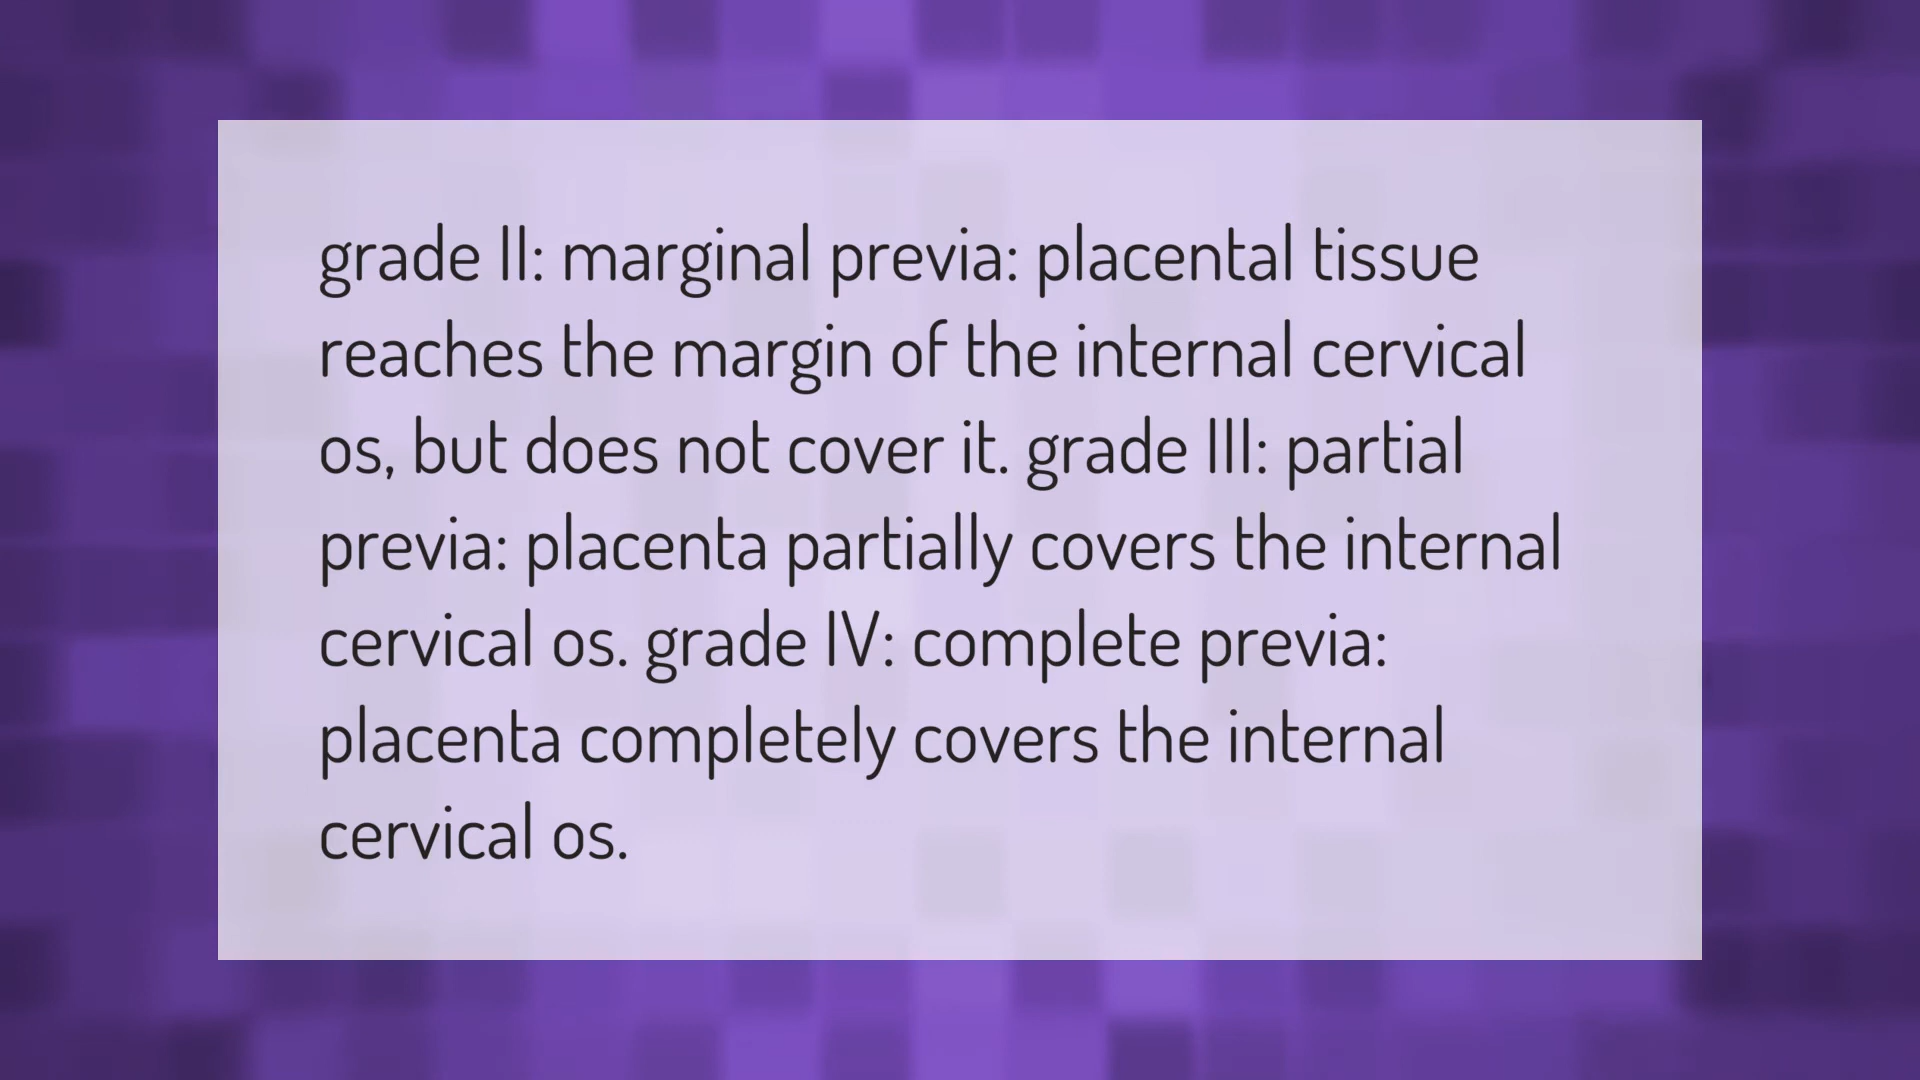 grade II: marginal previa: placental tissue
reaches the margin of the internal cervical
os, but does not cover it. grade III: partial
previa: placenta partially covers the internal
cervical os. grade IV: complete previa:
placenta completely covers the internal
cervical os.